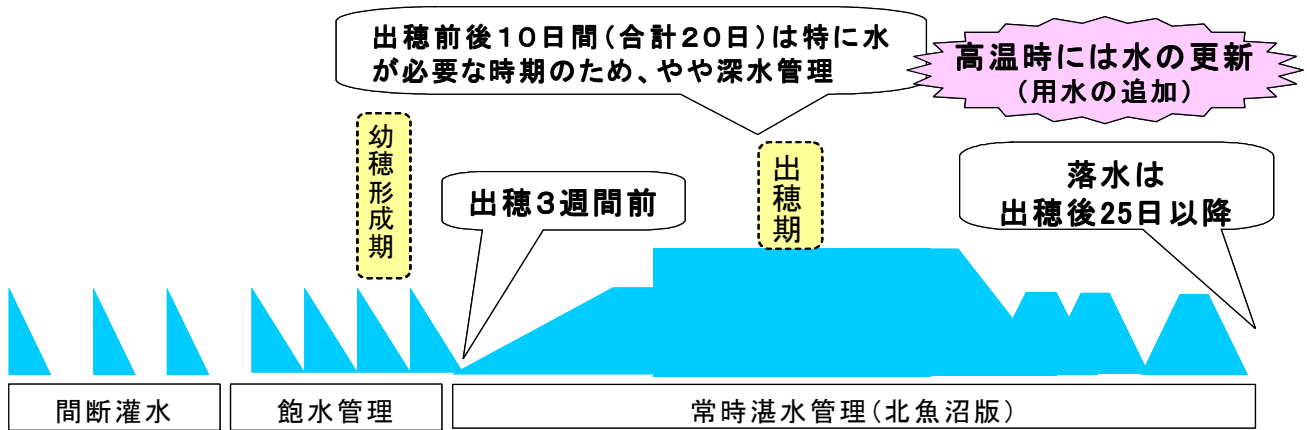 出穂前後１０日間（合計２０日）は特に水
が必要な時期のため、やや深水管理
高温時には水の更新
（用水の追加）
幼穂形成期
出穂３週間前
出穂期
落水は
出穂後25日以降
間断灌水
飽水管理
常時湛水管理（北魚沼版）